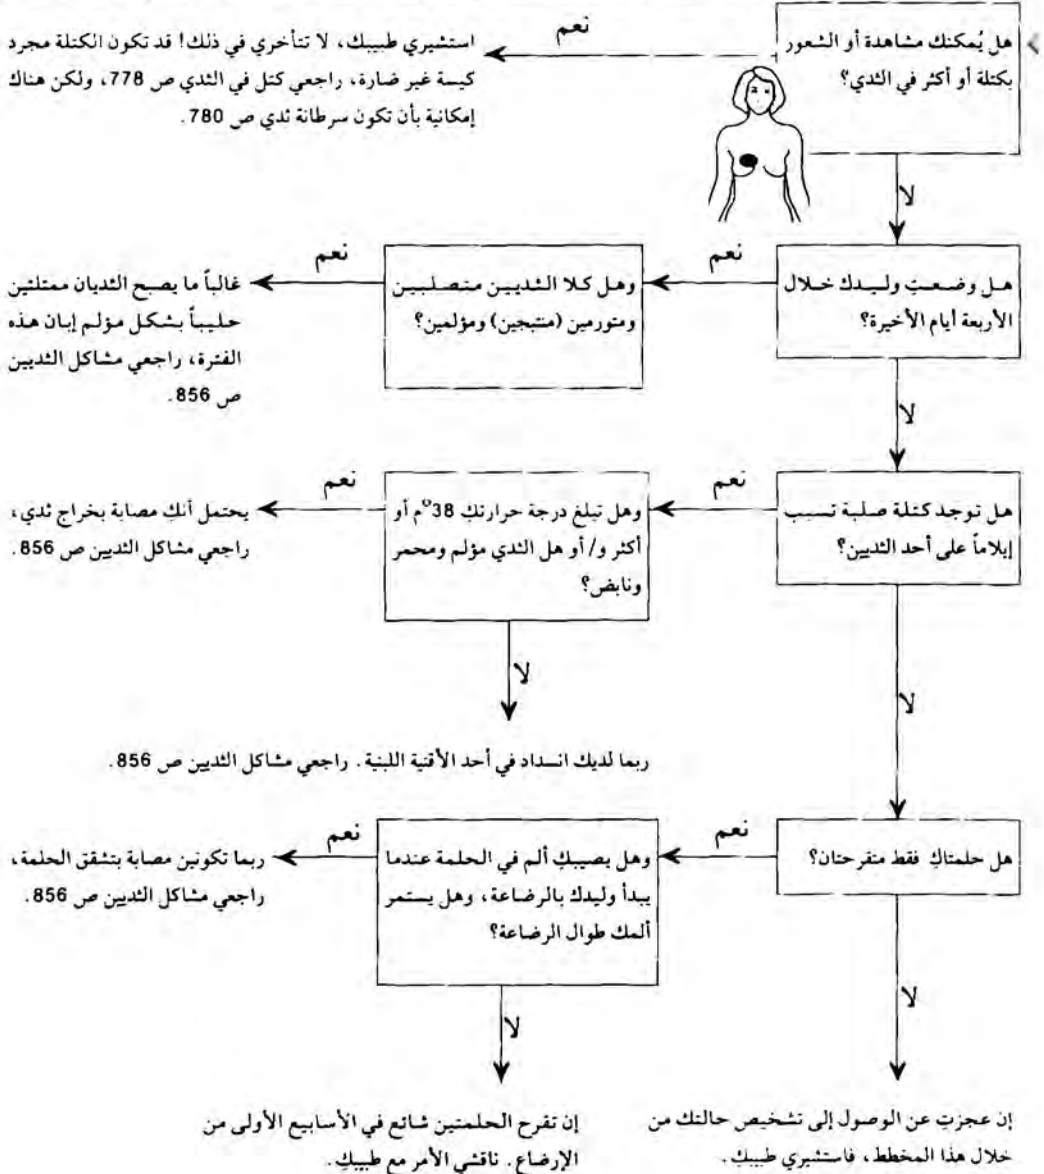 هل يُمكنك مشاهدة أو الشعور
بكتلة أو أكثر في الثدي؟
نعم
استشيري طبيبك، لا تتأخري في ذلك! قد تكون الكتلة مجرد
كيسة غير ضارة، راجعي كتل في الثدي ص 778، ولكن هناك
إمكانية بأن تكون سرطانة ثدي ص 780.
لا
هل وضعتِ وليدك خلال
الأربعة أيام الأخيرة؟
نعم
وهل كلا الثديين متصلبين
ومتورمين (منتبجين) ومؤلمين؟
نعم
غالباً ما يصبح الثديان ممتلئين
حليباً بشكل مؤلم إبان هذه
الفترة، راجعي مشاكل الثديين
ص 856.
لا
هل توجد كتلة صلبة تسبب
إيلاماً على أحد الثديين؟
نعم
وهل تبلغ درجة حرارتكِ 38°م أو
أكثر و/ أو هل الثدي مؤلم ومحمر
ونابض؟
نعم
يحتمل أنكِ مصابة بخراج ثدي،
راجعي مشاكل الثديين ص 856.
لا
ربما لديك انسداد في أحد الأقنية اللبنية. راجعي مشاكل الثديين ص 856.
لا
هل حلمتاكِ فقط متقرحتان؟
نعم
وهل يصيبكِ ألم في الحلمة عندما
يبدأ وليدك بالرضاعة، وهل يستمر
ألمك طوال الرضاعة؟
نعم
ربما تكونين مصابة بتشقق الحلمة،
راجعي مشاكل الثديين ص 856.
لا
إن تقرح الحلمتين شائع في الأسابيع الأولى من
الإرضاع. ناقشي الأمر مع طبيبكِ.
لا
إن عجزتِ عن الوصول إلى تشخيص حالتك من
خلال هذا المخطط، فاستشيري طبيبكِ.